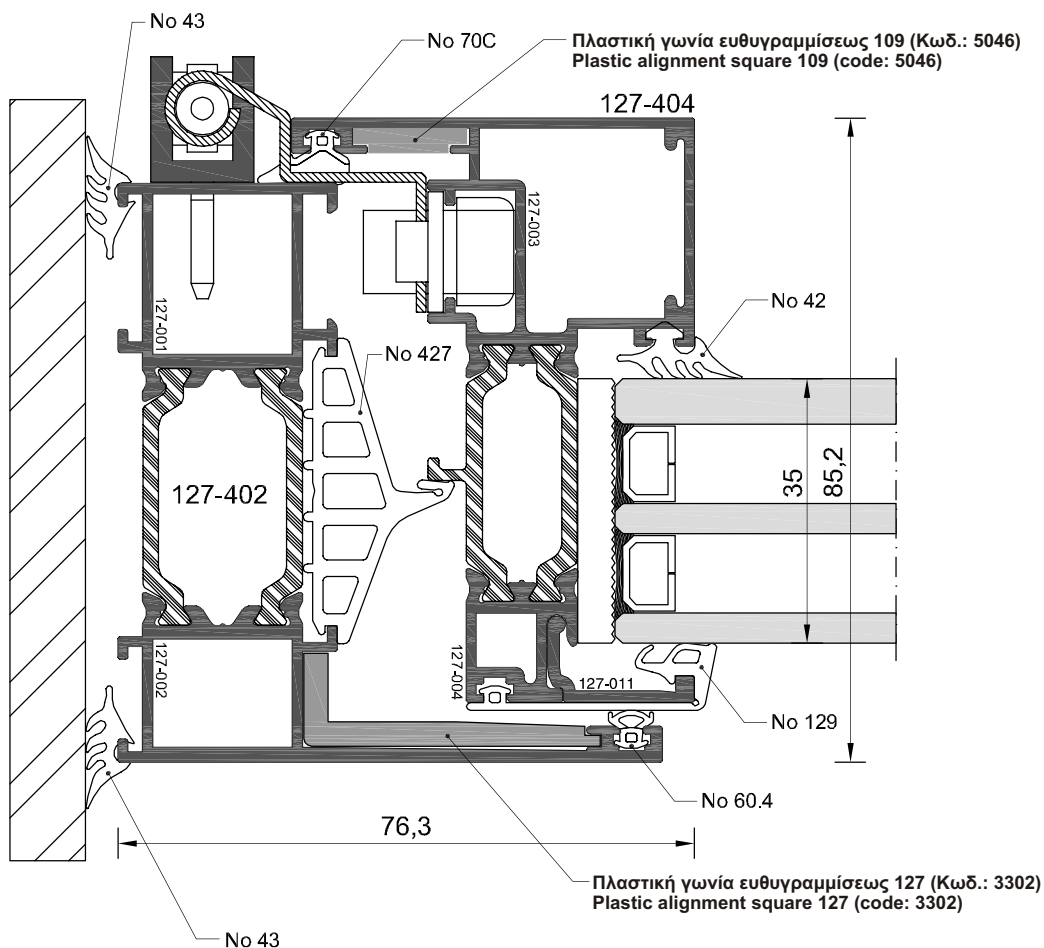 No 43
No 70C
Πλαστική γωνία ευθυγραμμίσεως 109 (Κωδ.: 5046)
Plastic alignment square 109 (code: 5046)
127-404
127-003
No 42
127-001
No 427
35
85,2
127-402
127-002
127-004
127-011
No 129
No 60.4
76,3
Πλαστική γωνία ευθυγραμμίσεως 127 (Κωδ.: 3302)
Plastic alignment square 127 (code: 3302)
No 43